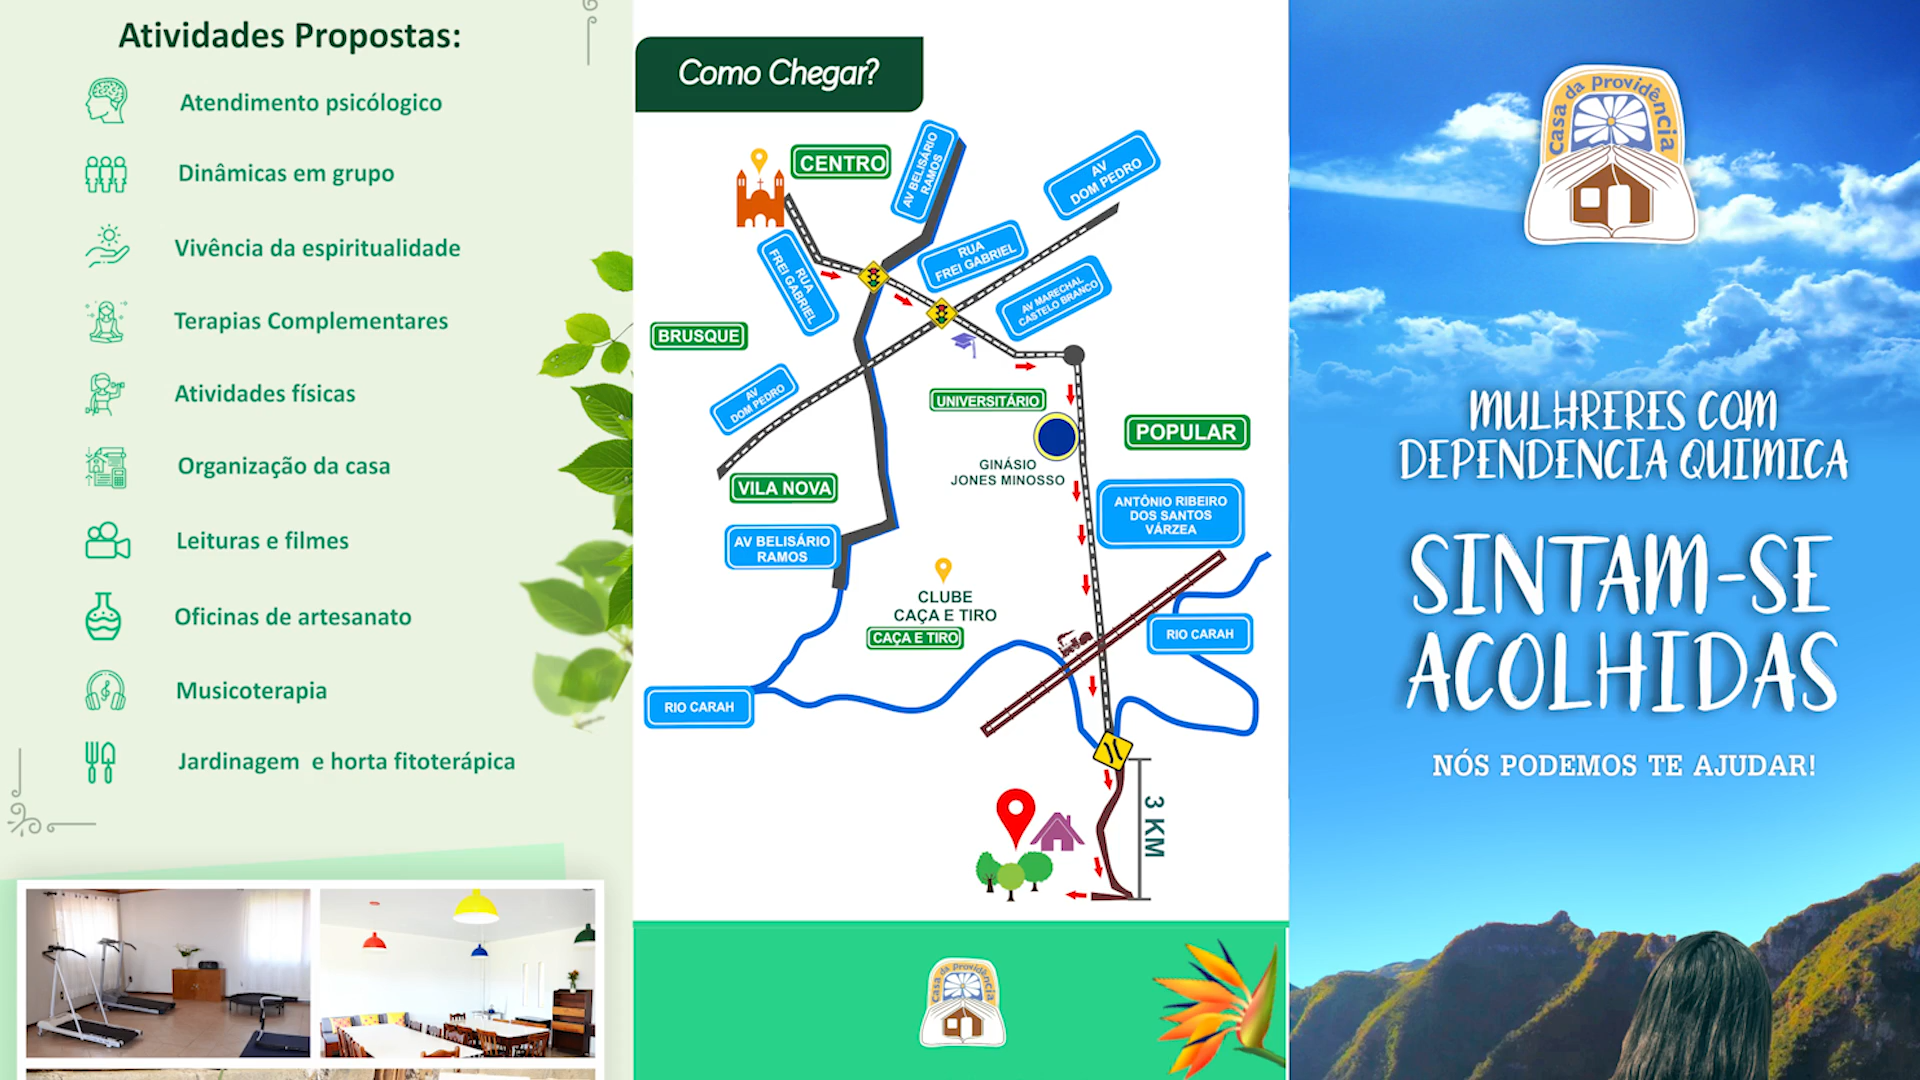 Atividades Propostas:
Atendimento psicólogico
Dinâmicas em grupo
Vivência da espiritualidade
Terapias Complementares
Atividades físicas
Organização da casa
Leituras e filmes
Oficinas de artesanato
Musicoterapia
Jardinagem e horta fitoterápica
Como Chegar?
CENTRO
AV BELISÁRIO
RAMOS
AV
DOM PEDRO
RUA
FREI GABRIEL
RUA
FREI GABRIEL
AV MARECHAL
CASTELO BRANCO
BRUSQUE
AV
DOM PEDRO
UNIVERSITÁRIO
POPULAR
GINÁSIO
JONES MINOSSO
VILA NOVA
ANTÔNIO RIBEIRO
DOS SANTOS
VÁRZEA
AV BELISÁRIO
RAMOS
CLUBE
CAÇA E TIRO
CAÇA E TIRO
RIO CARAH
RIO CARAH
3 KM
casa da Providência
casa da Providência
MULHRERES COM
DEPENDENCIA QUIMICA
SINTAM-SE
ACOLHIDAS
NÓS PODEMOS TE AJUDAR!